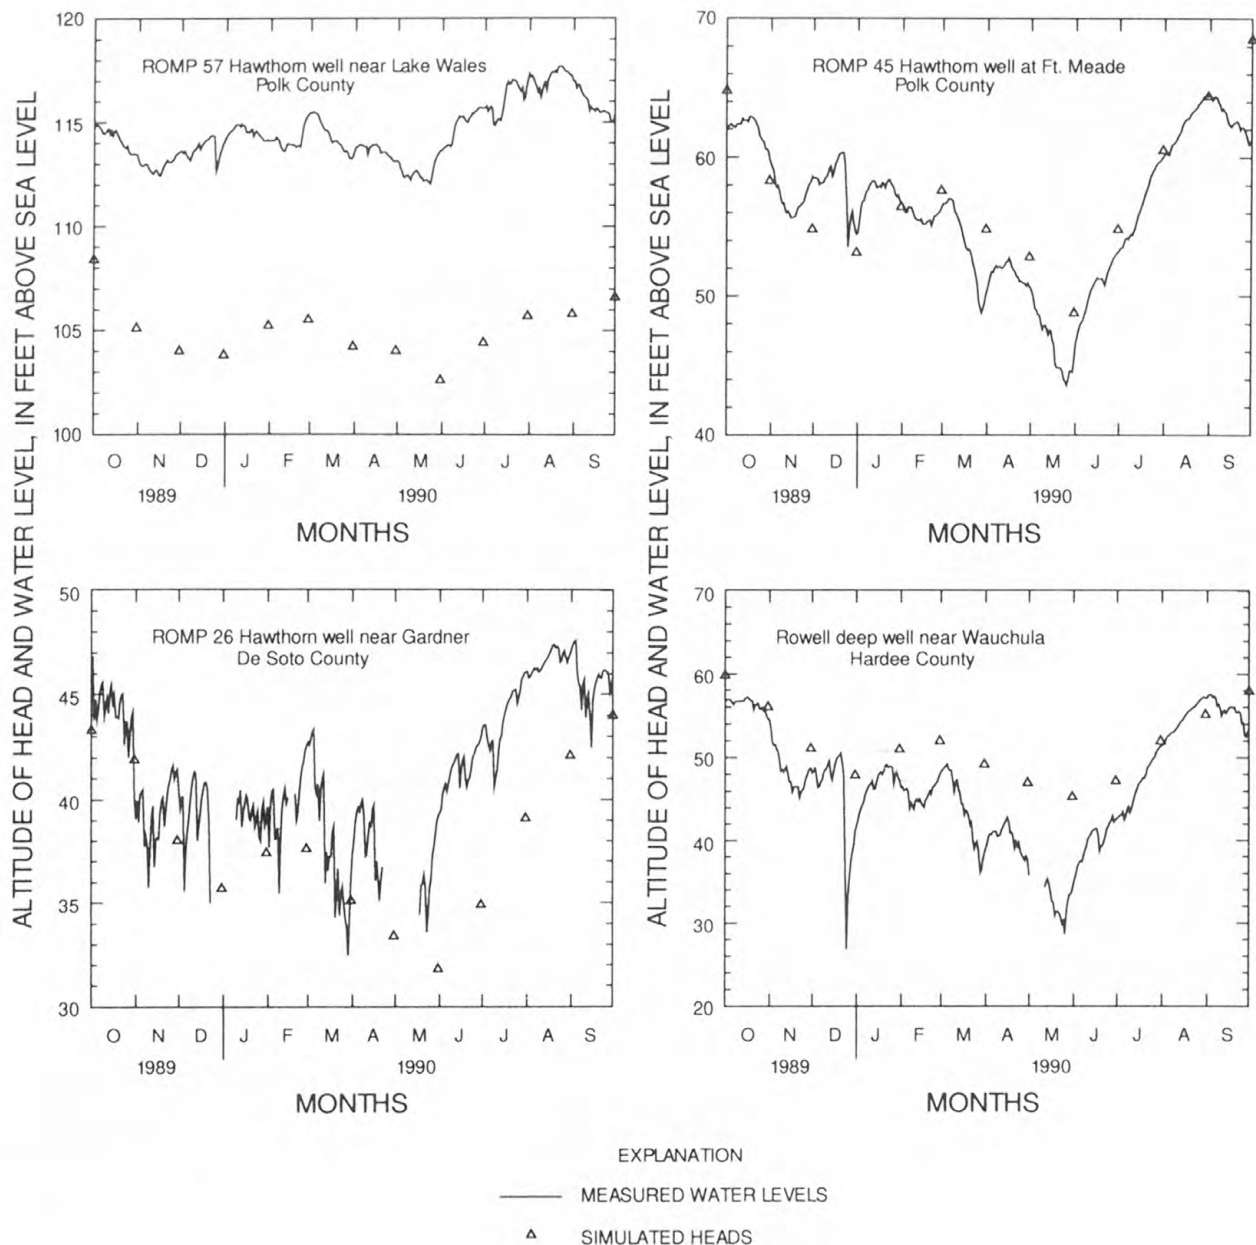 ALTITUDE OF HEAD AND WATER LEVEL, IN FEET ABOVE SEA LEVEL
120
115
110
105
100
ROMP 57 Hawthorn well near Lake Wales
Polk County
O N D J F M A M J J A S
1989 1990
MONTHS
ALTITUDE OF HEAD AND WATER LEVEL, IN FEET ABOVE SEA LEVEL
70
60
50
40
ROMP 45 Hawthorn well at Ft. Meade
Polk County
O N D J F M A M J J A S
1989 1990
MONTHS
50
45
40
35
30
ROMP 26 Hawthorn well near Gardner
De Soto County
O N D J F M A M J J A S
1989 1990
MONTHS
70
60
50
40
30
20
Rowell deep well near Wauchula
Hardee County
O N D J F M A M J J A S
1989 1990
MONTHS
EXPLANATION
MEASURED WATER LEVELS
SIMULATED HEADS